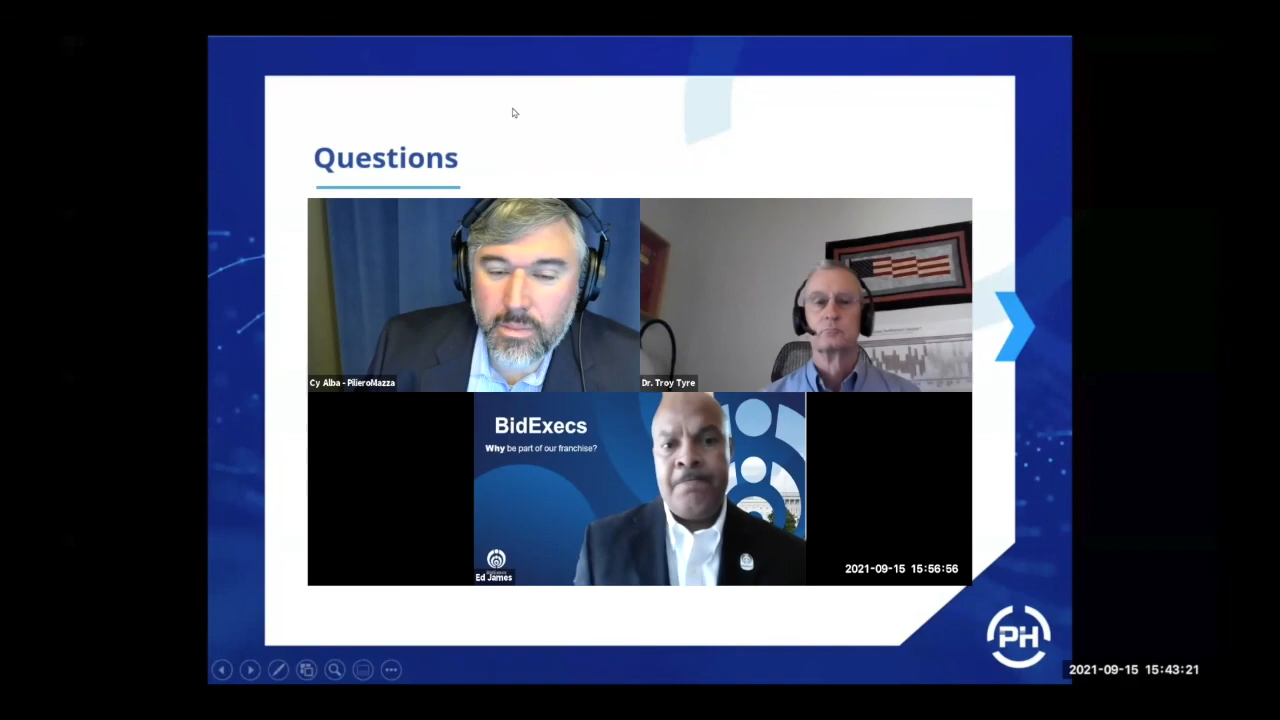 Questions
Cy Alba - PilieroMazza
Dr. Troy Tyre
BidExecs
Why be part of our franchise?
Ed James
2021-09-15 15:56:56
PH
2021-09-15 15:43:21